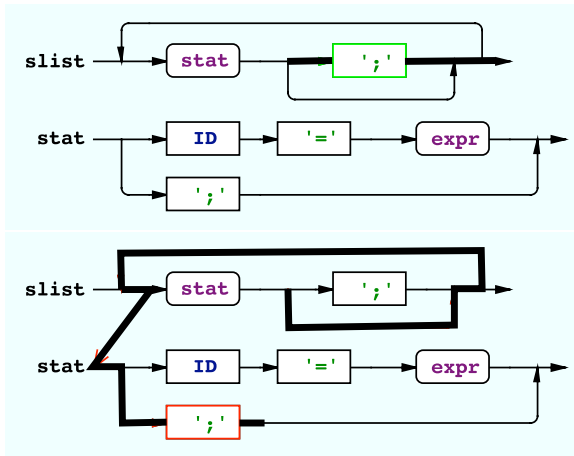 slist stat ';'
stat ID '=' expr
';'
slist stat ';'
stat ID '=' expr
';'